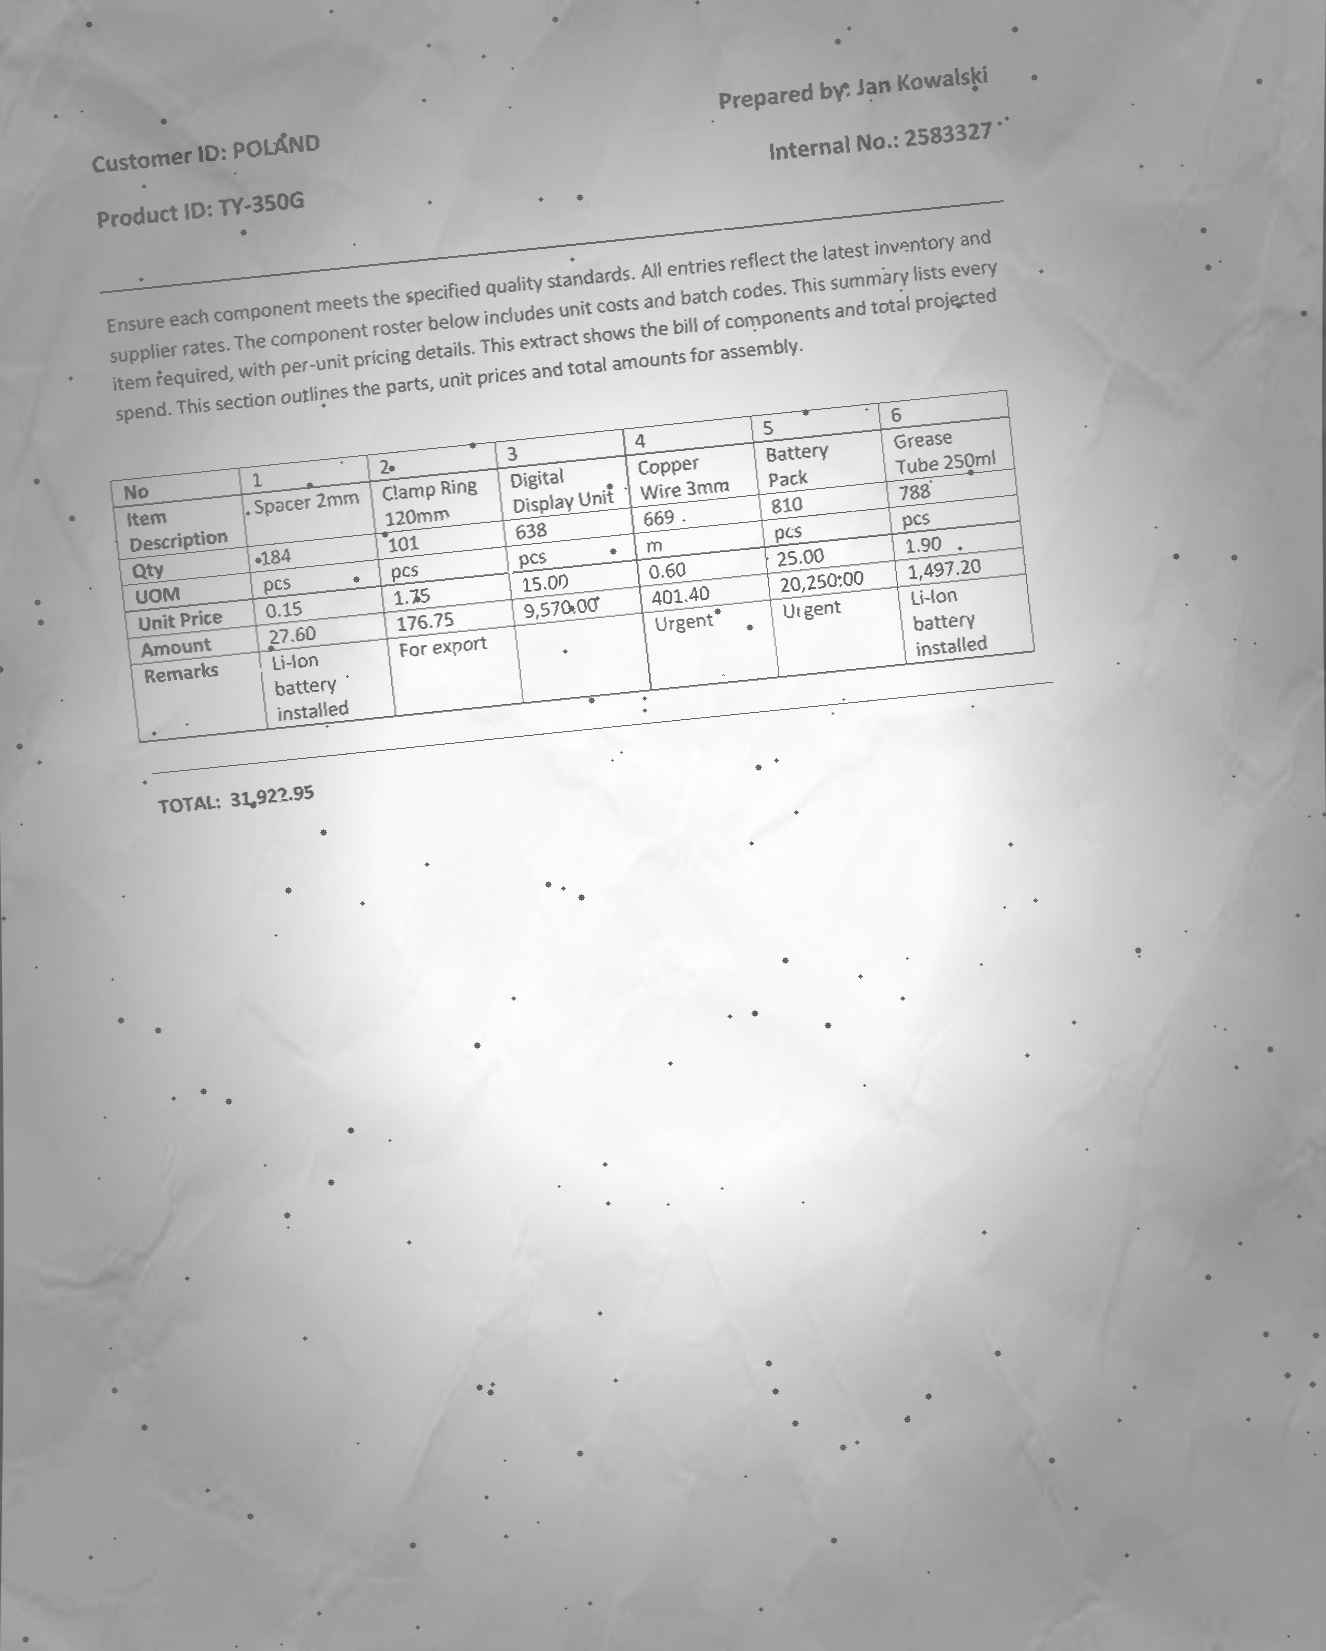 Prepared by: Jan Kowalski
Customer ID: POLAND
Internal No.: 2583327
Product ID: TY-350G
Ensure each component meets the specified quality standards. All entries reflect the latest inventory and
supplier rates. The component roster below includes unit costs and batch codes. This summary lists every
item required, with per-unit pricing details. This extract shows the bill of components and total projected
spend. This section outlines the parts, unit prices and total amounts for assembly.
No 1 2 3 4 5 6
Item Description Spacer 2mm Clamp Ring 120mm Digital Display Unit Copper Wire 3mm Battery Pack Grease Tube 250ml
Qty 184 101 638 669 810 788
UOM pcs pcs pcs m pcs pcs
Unit Price 0.15 1.75 15.00 0.60 25.00 1.90
Amount 27.60 176.75 9,570.00 401.40 20,250.00 1,497.20
Remarks Li-Ion battery installed For export Urgent Urgent Li-Ion battery installed
TOTAL: 31,922.95